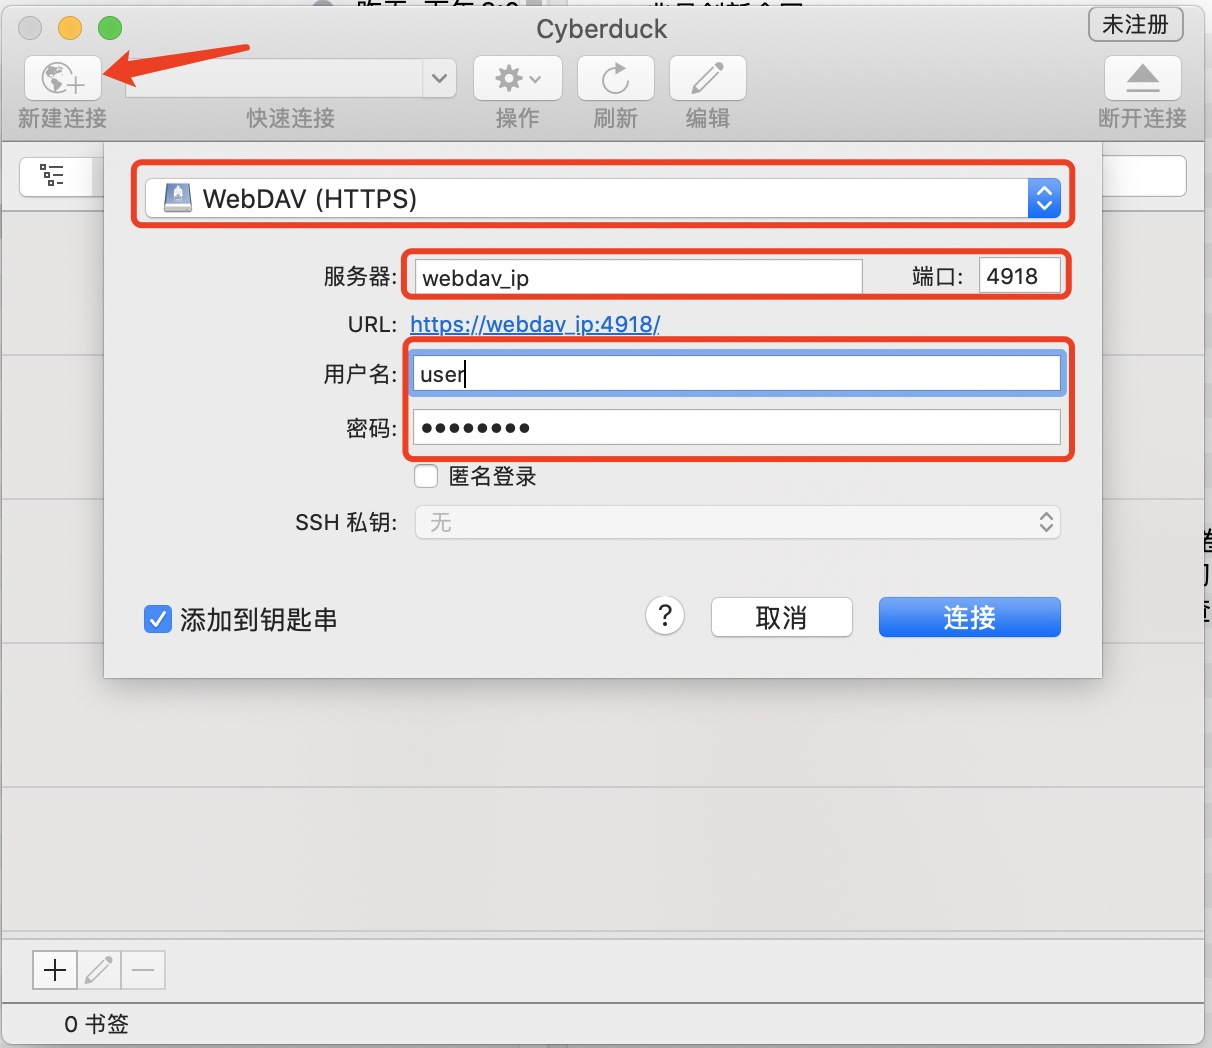 Cyberduck
未注册
新建连接
快速连接
操作
刷新
编辑
断开连接
WebDAV (HTTPS)
服务器: webdav_ip 端口: 4918
URL: https://webdav_ip:4918/
用户名: user
密码: ••••••••
匿名登录
SSH 私钥: 无
添加到钥匙串
?
取消
连接
0 书签